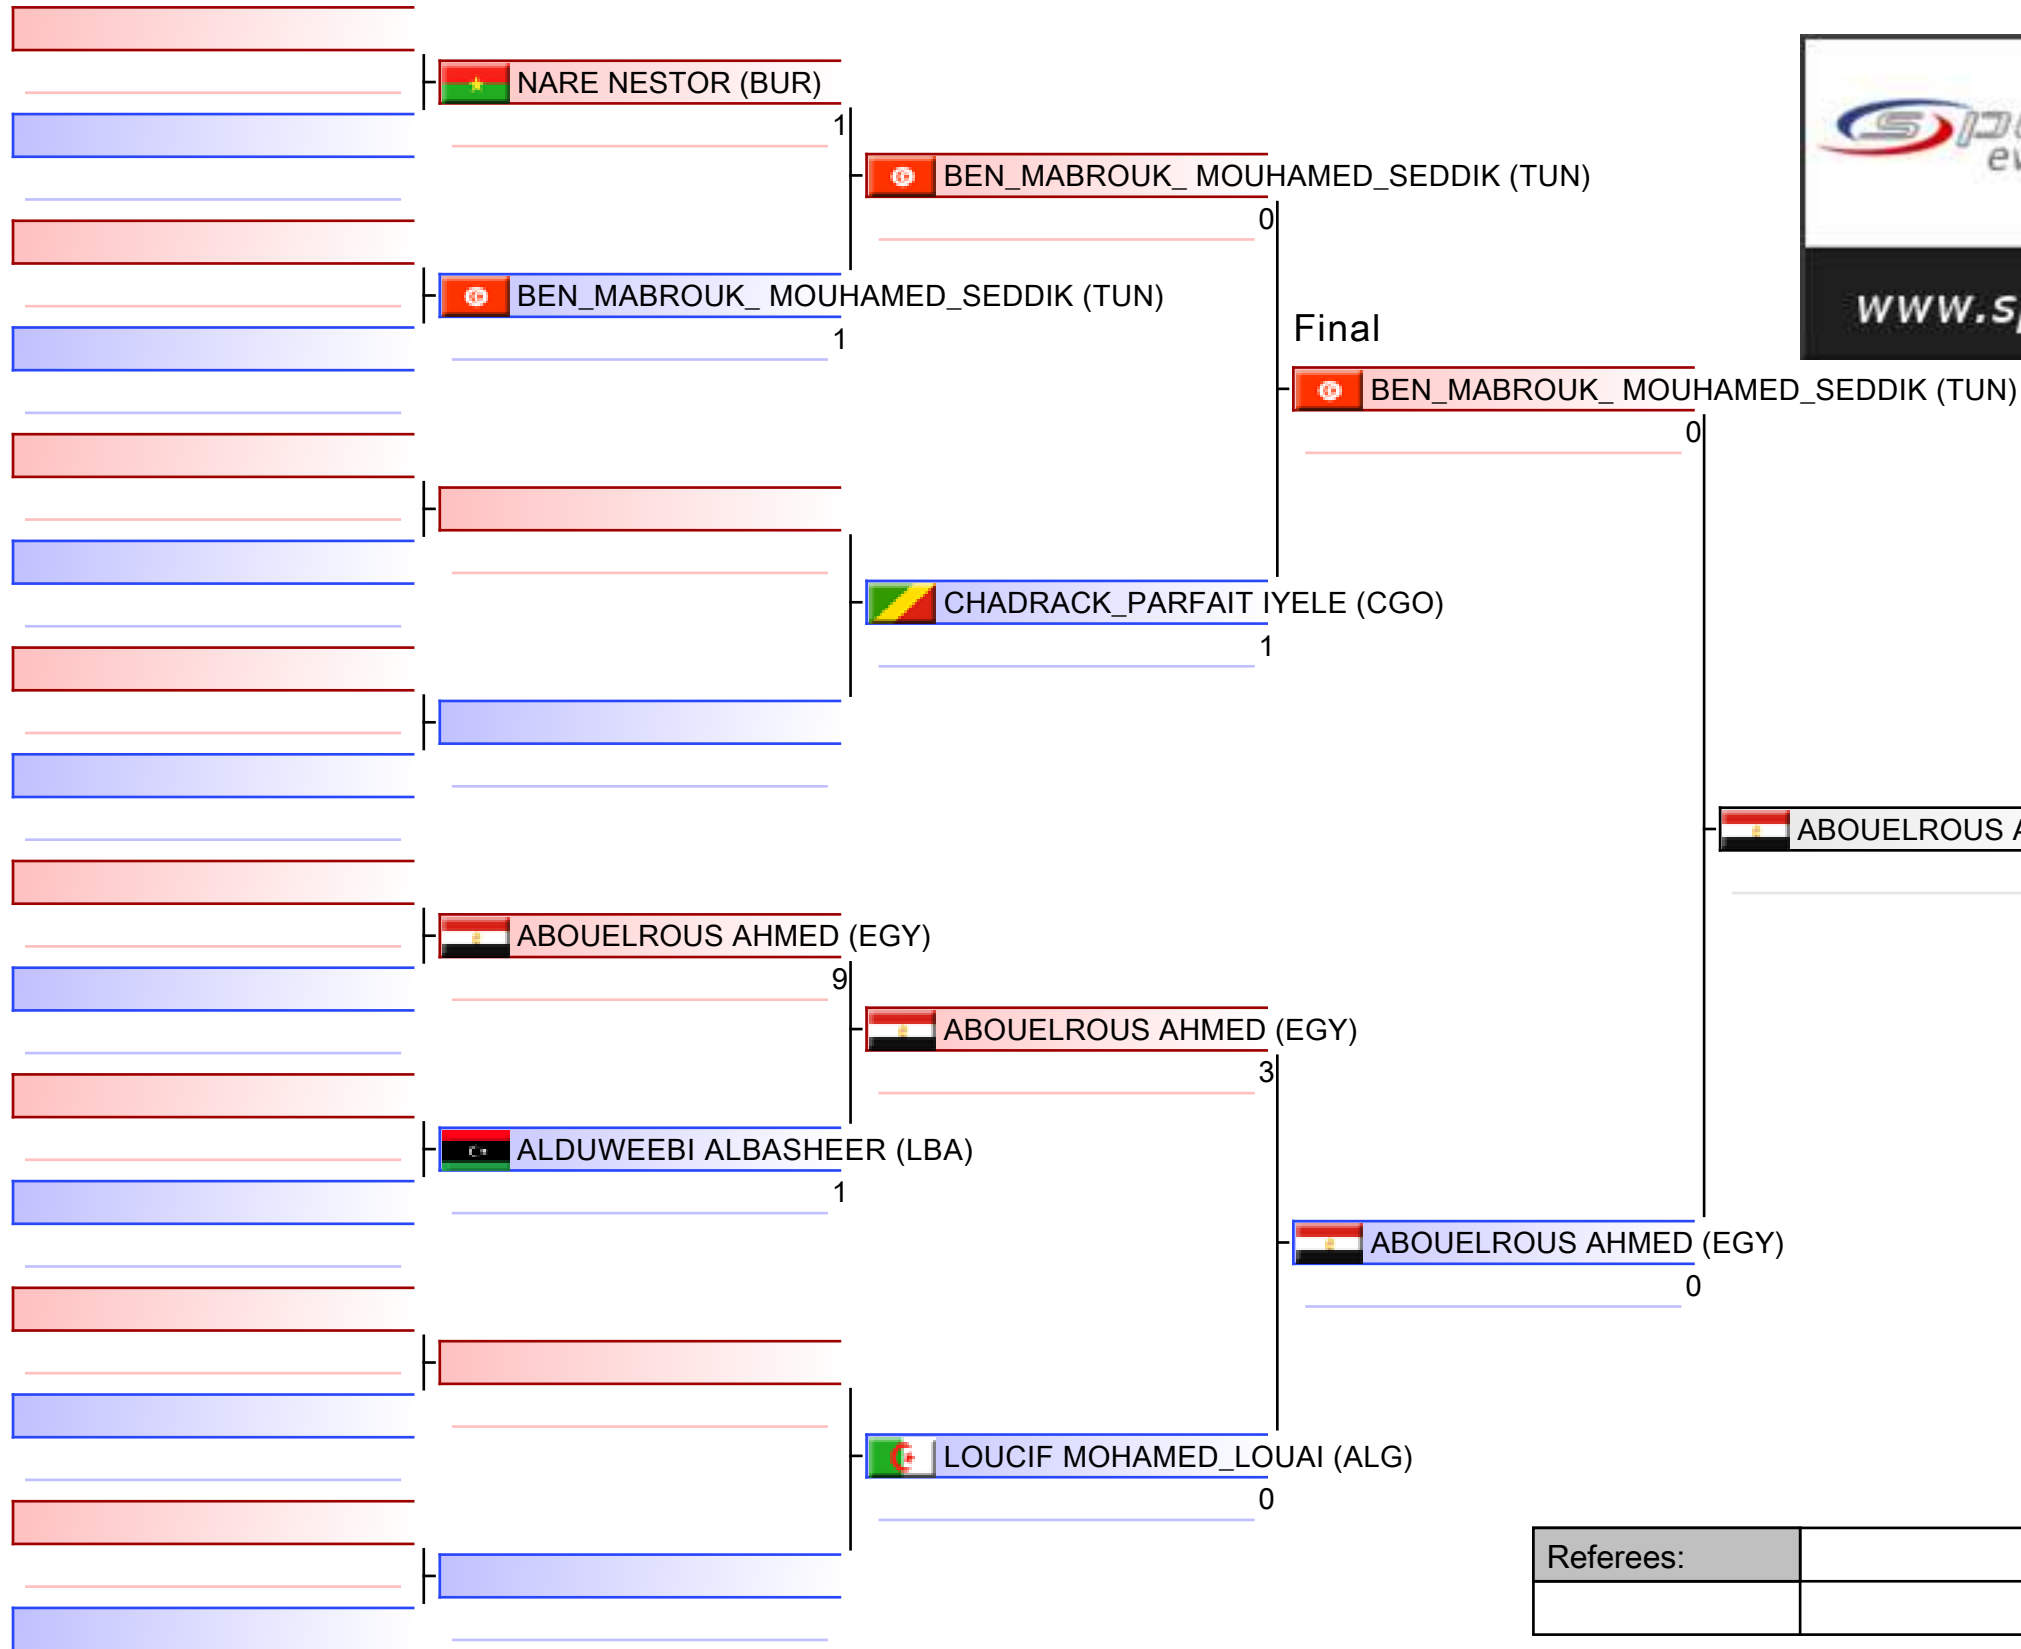 NARE NESTOR (BUR)
1
BEN_MABROUK_ MOUHAMED_SEDDIK (TUN)
0
BEN_MABROUK_ MOUHAMED_SEDDIK (TUN)
1
Final
BEN_MABROUK_ MOUHAMED_SEDDIK (TUN)
0
CHADRACK_PARFAIT IYELE (CGO)
1
ABOUELROUS
ABOUELROUS AHMED (EGY)
9
ABOUELROUS AHMED (EGY)
3
ALDUWEEBI ALBASHEER (LBA)
1
ABOUELROUS AHMED (EGY)
0
LOUCIF MOHAMED_LOUAI (ALG)
0
Referees: